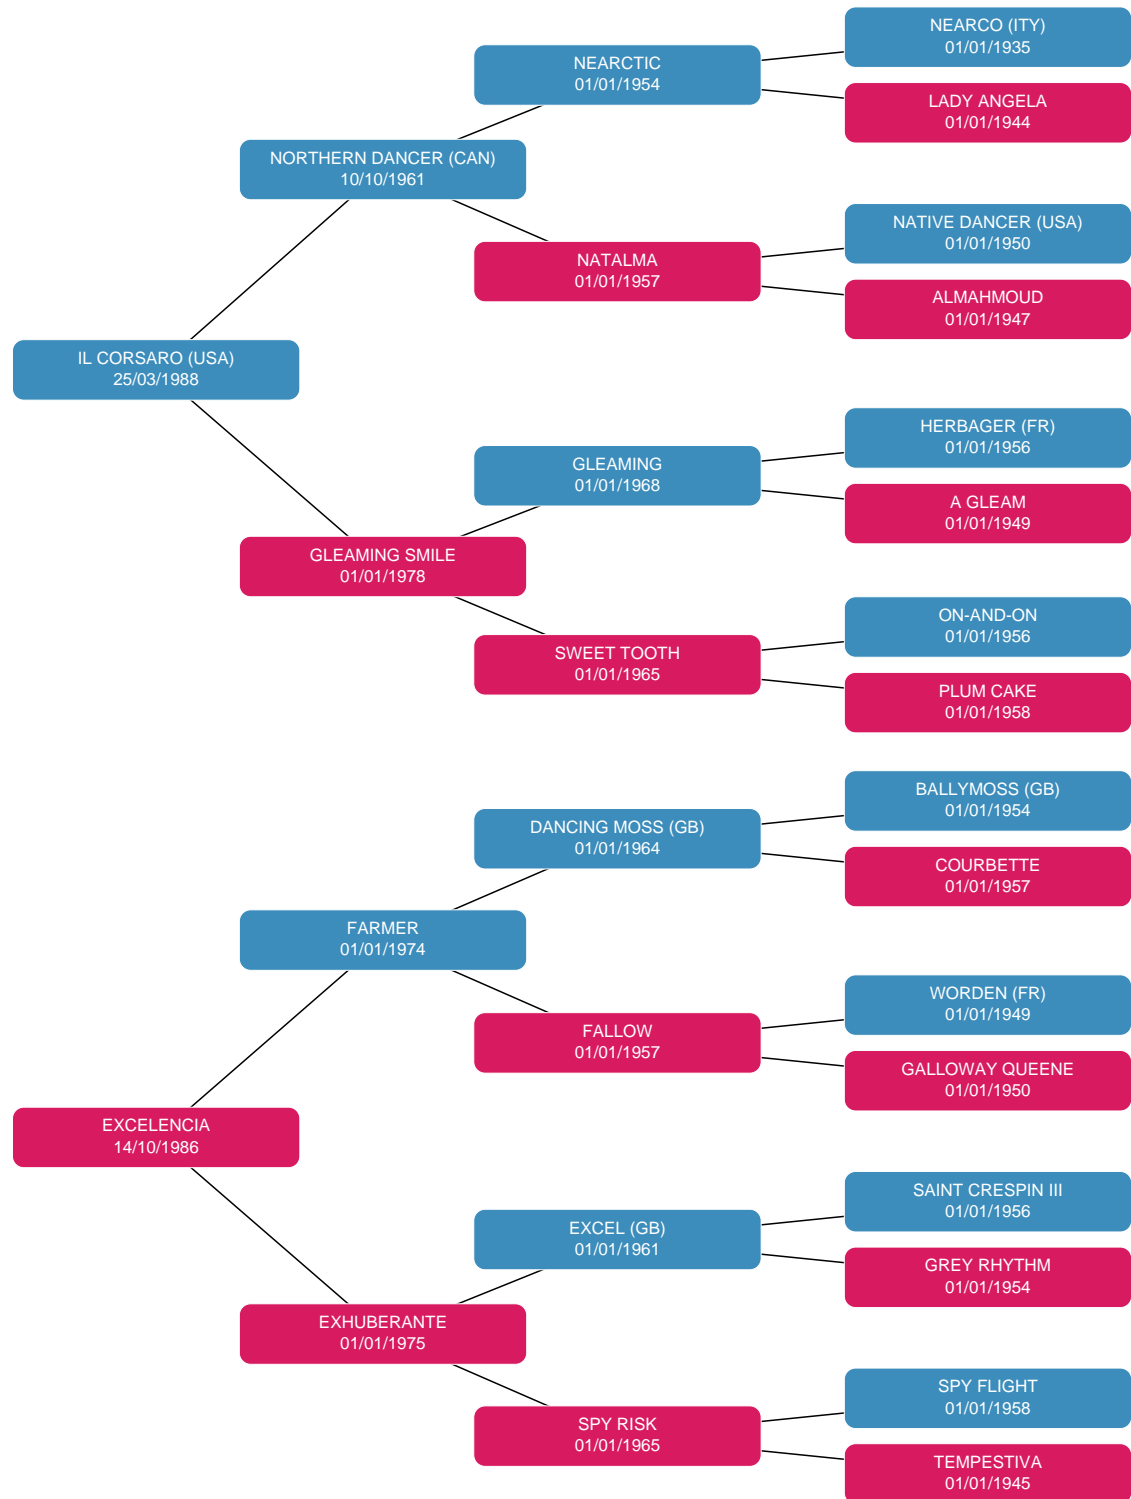 NEARCO (ITY)
01/01/1935
NEARCTIC
01/01/1954
LADY ANGELA
01/01/1944
NORTHERN DANCER (CAN)
10/10/1961
NATIVE DANCER (USA)
01/01/1950
NATALMA
01/01/1957
ALMAHMOUD
01/01/1947
IL CORSARO (USA)
25/03/1988
HERBAGER (FR)
01/01/1956
GLEAMING
01/01/1968
A GLEAM
01/01/1949
GLEAMING SMILE
01/01/1978
ON-AND-ON
01/01/1956
SWEET TOOTH
01/01/1965
PLUM CAKE
01/01/1958
BALLYMOSS (GB)
01/01/1954
DANCING MOSS (GB)
01/01/1964
COURBETTE
01/01/1957
FARMER
01/01/1974
WORDEN (FR)
01/01/1949
FALLOW
01/01/1957
GALLOWAY QUEENE
01/01/1950
EXCELENCIA
14/10/1986
SAINT CRESPIN III
01/01/1956
EXCEL (GB)
01/01/1961
GREY RHYTHM
01/01/1954
EXHUBERANTE
01/01/1975
SPY FLIGHT
01/01/1958
SPY RISK
01/01/1965
TEMPESTIVA
01/01/1945